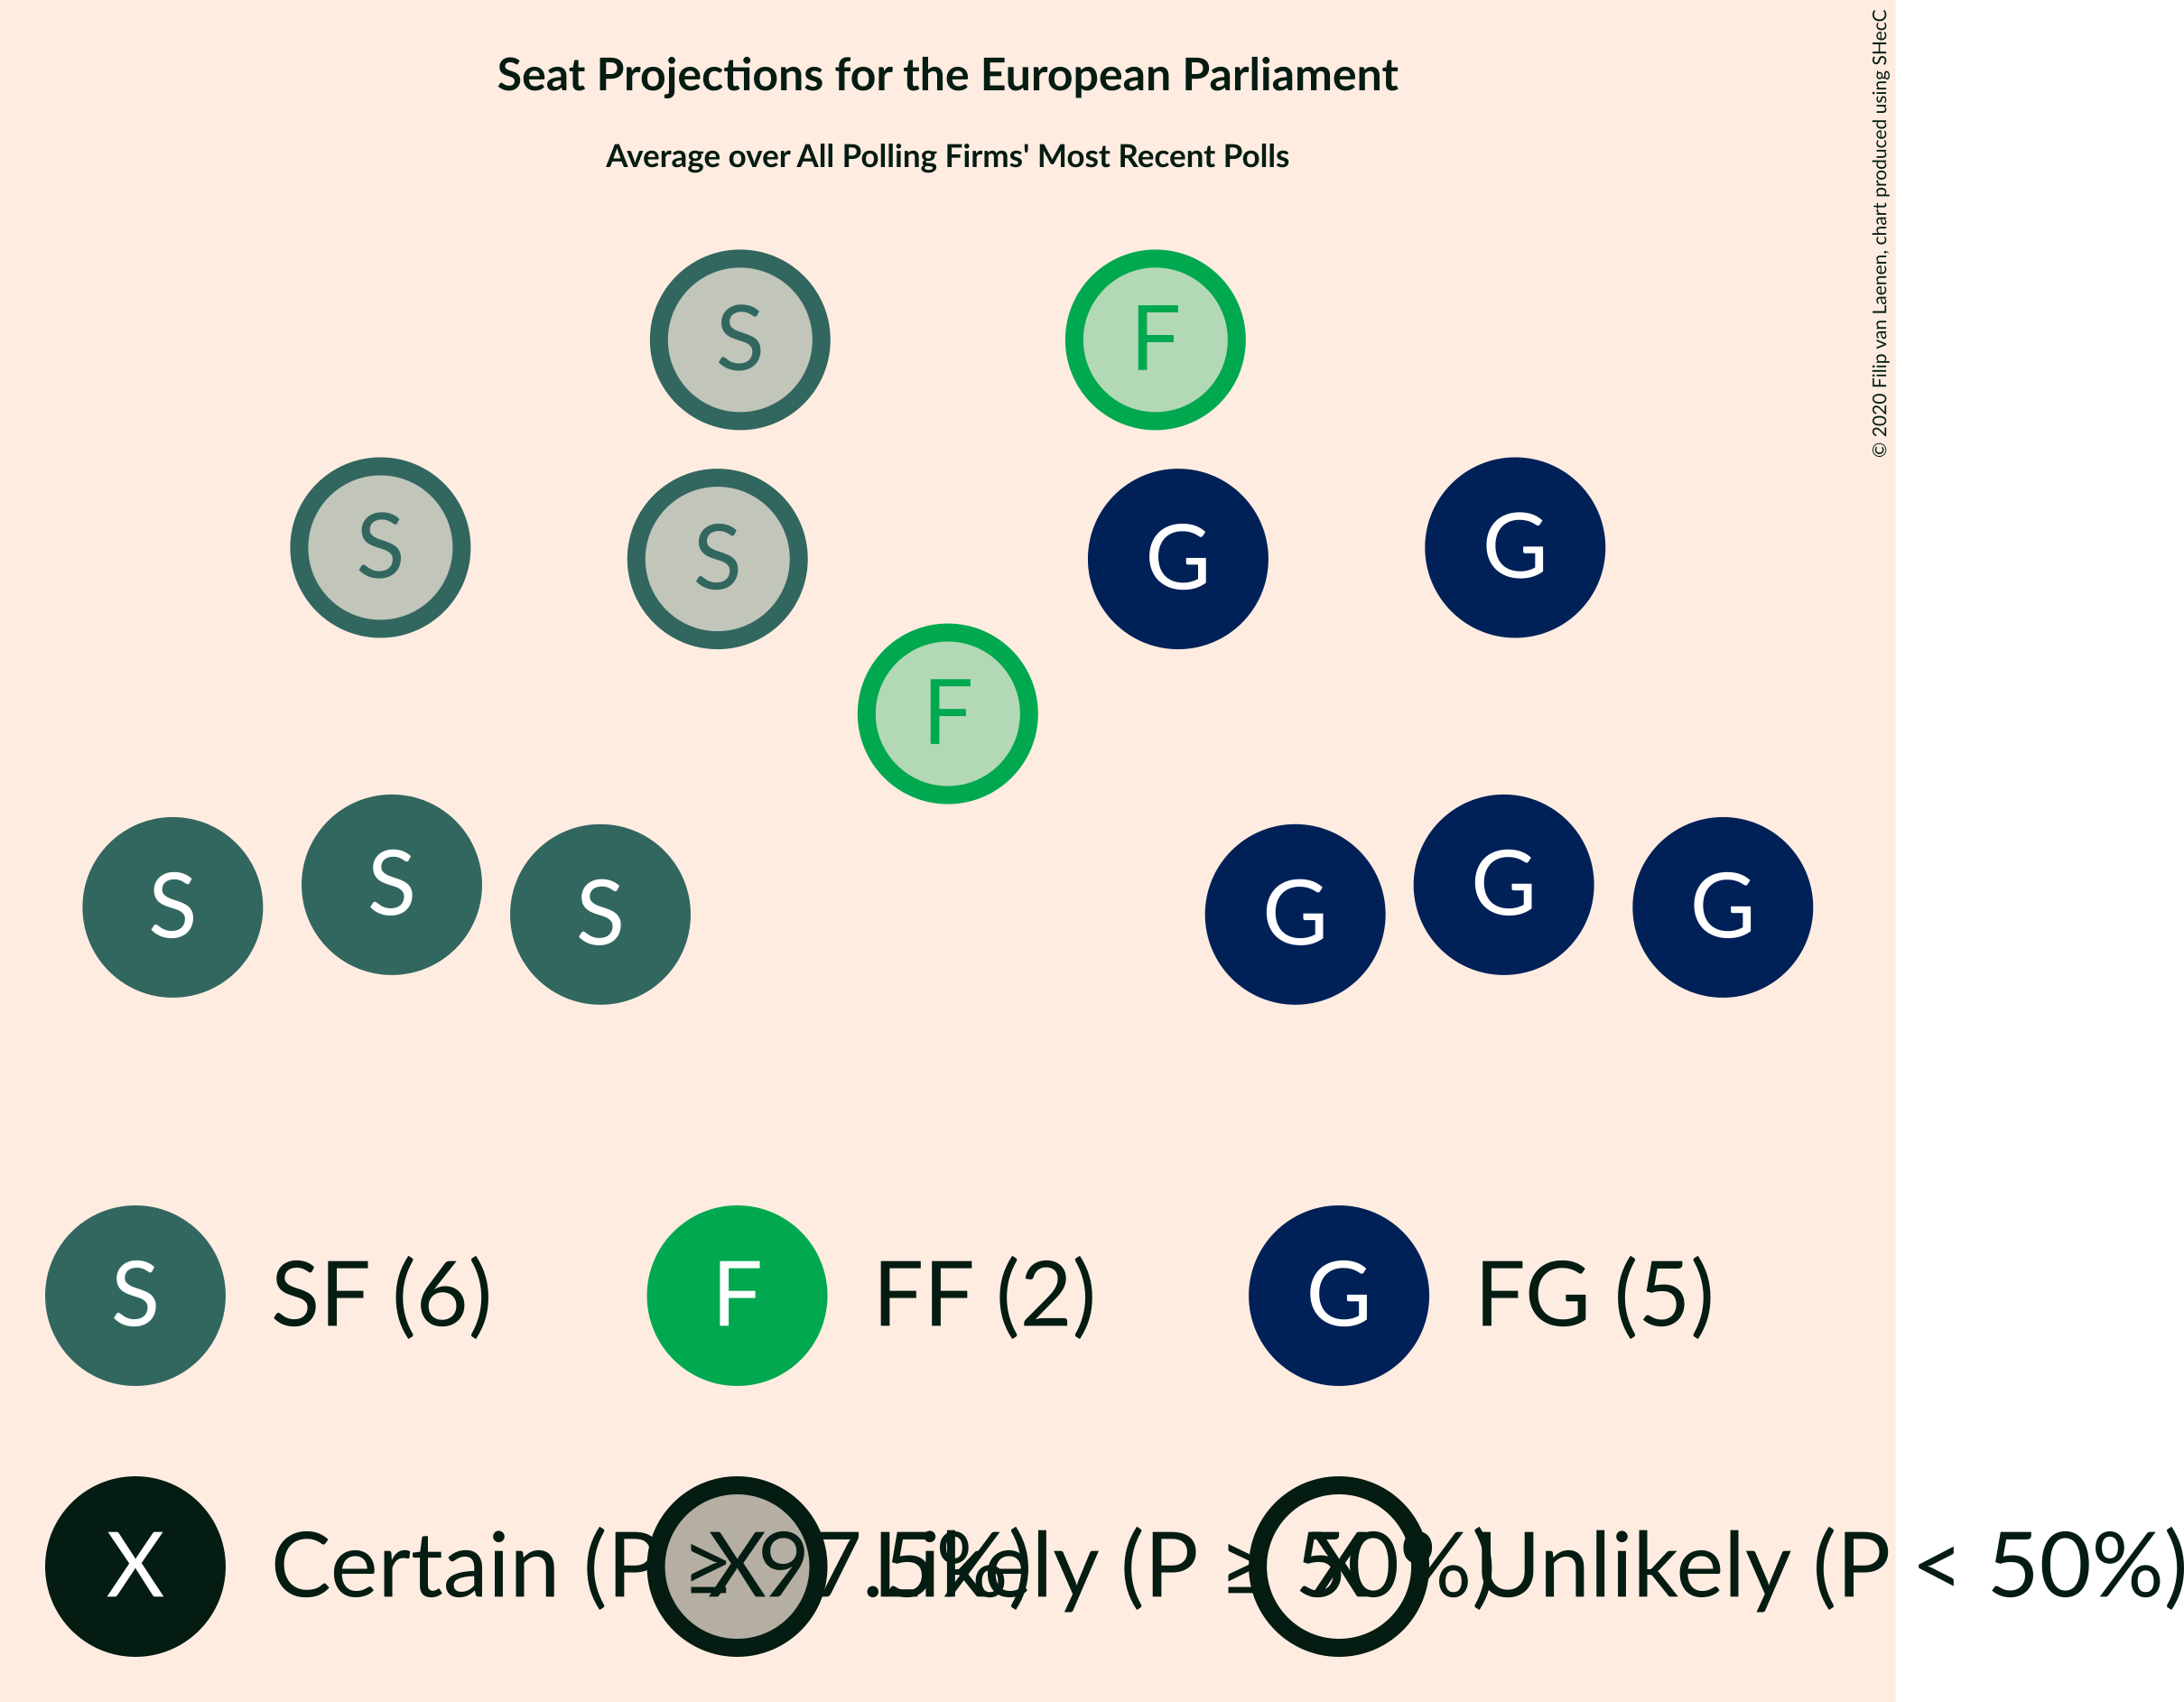 Seat Projections for the European Parliament
Average over All Polling Firms' Most Recent Polls
© 2020 Filip van Laenen, chart produced using SHecC
S F
S S G G
F
S S S G G G
S SF (6) F FF (2) G FG (5)
X Certain (P ≥ 97.5%) X Likely (P ≥ 50%) X Unlikely (P < 50%)